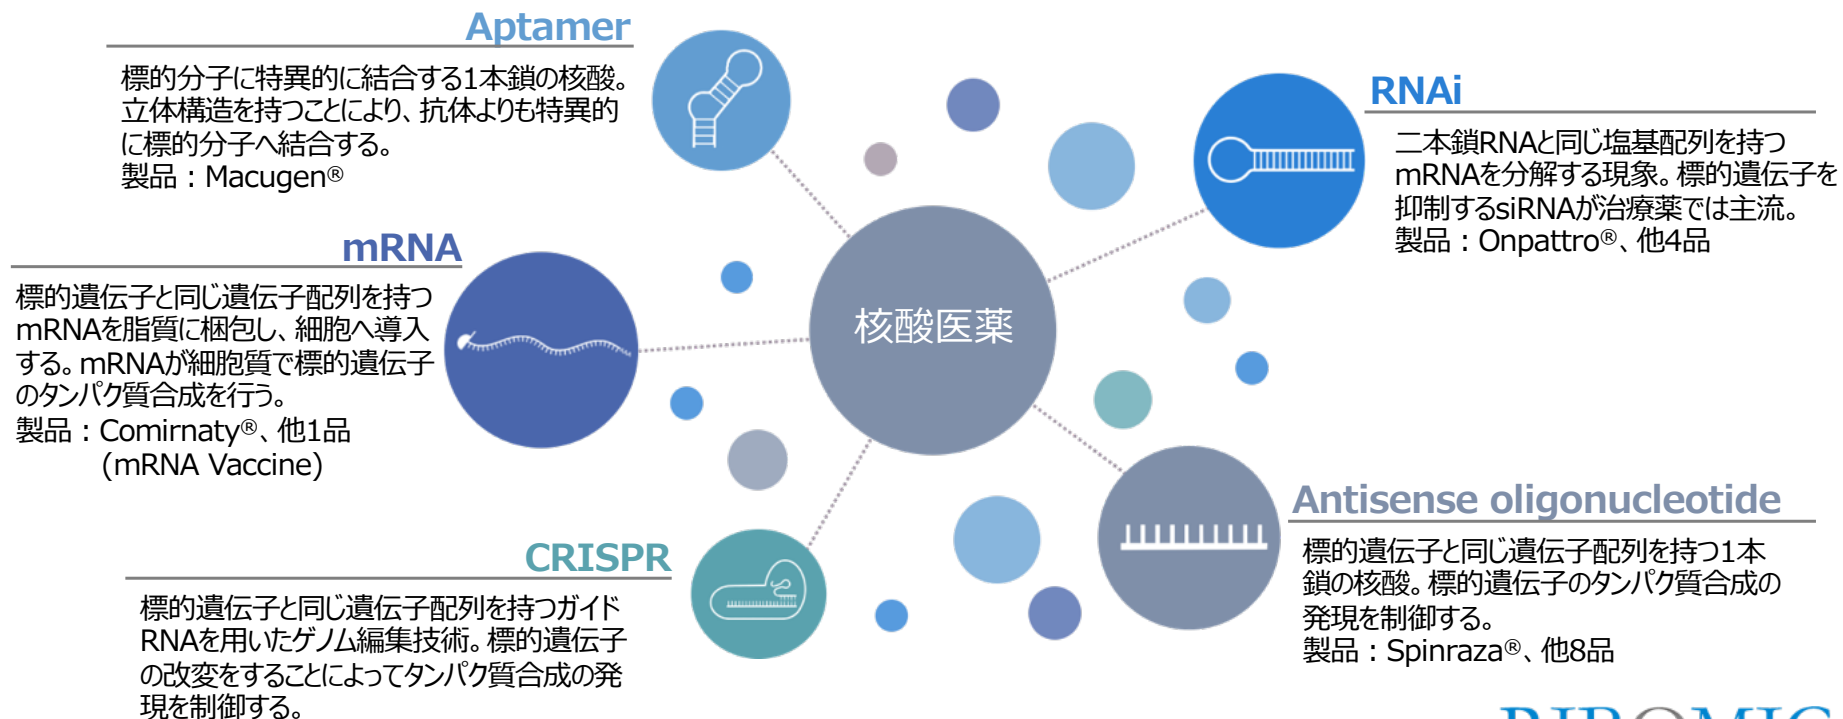 Aptamer
標的分子に特異的に結合する1本鎖の核酸。
立体構造を持つことにより、抗体よりも特異的
に標的分子へ結合する。
製品：Macugen®
RNAi
二本鎖RNAと同じ塩基配列を持つ
mRNAを分解する現象。標的遺伝子を
抑制するsiRNAが治療薬では主流。
製品：Onpattro®、他4品
mRNA
標的遺伝子と同じ遺伝子配列を持つ
mRNAを脂質に梱包し、細胞へ導入
する。mRNAが細胞質で標的遺伝子
のタンパク質合成を行う。
製品：Comirnaty®、他1品
(mRNA Vaccine)
核酸医薬
Antisense oligonucleotide
標的遺伝子と同じ遺伝子配列を持つ1本
鎖の核酸。標的遺伝子のタンパク質合成の
発現を制御する。
製品：Spinraza®、他8品
CRISPR
標的遺伝子と同じ遺伝子配列を持つガイド
RNAを用いたゲノム編集技術。標的遺伝子
の改変をすることによってタンパク質合成の発
現を制御する。
RIBOMIC